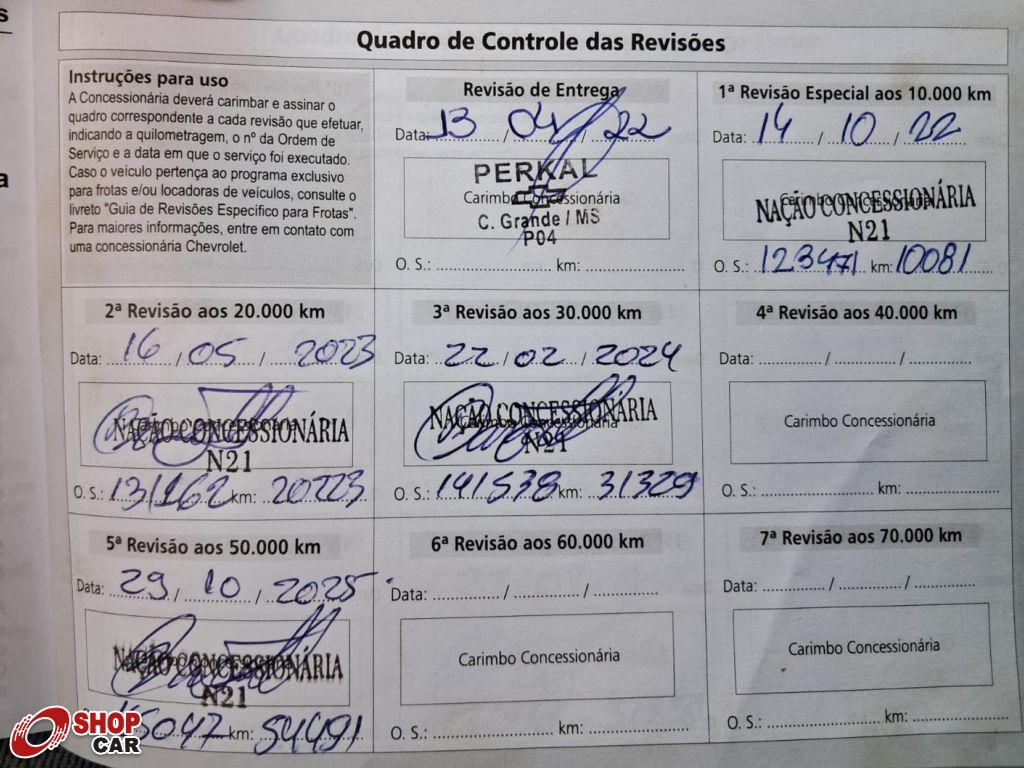 Quadro de Controle das Revisões
Instruções para uso
A Concessionária deverá carimbar e assinar o
quadro correspondente a cada revisão que efetuar,
indicando a quilometragem, o nº da Ordem de
Serviço e a data em que o serviço foi executado.
Caso o veículo pertença ao programa exclusivo
para frotas e/ou locadoras de veículos, consulte o
livreto "Guia de Revisões Específico para Frotas".
Para maiores informações, entre em contato com
uma concessionária Chevrolet.
Revisão de Entrega
Data: 13 / 04 / 22
PERKAL
Carimbo Concessionária
C. Grande / MS
P04
O. S.: km:
1ª Revisão Especial aos 10.000 km
Data: 14 / 10 / 22
Carimbo Concessionária
NAÇÃO CONCESSIONÁRIA
N21
O. S.: 123471 km: 10081
2ª Revisão aos 20.000 km
Data: 16 / 05 / 2023
NAÇÃO CONCESSIONÁRIA
N21
O. S.: 131162 km: 20223
3ª Revisão aos 30.000 km
Data: 22 / 02 / 2024
NAÇÃO CONCESSIONÁRIA
Carimbo Concessionária
N21
O. S.: 141538 km: 31329
4ª Revisão aos 40.000 km
Data: / /
Carimbo Concessionária
O. S.: km:
5ª Revisão aos 50.000 km
Data: 29 / 10 / 2025
NAÇÃO CONCESSIONÁRIA
N21
km: 54491
6ª Revisão aos 60.000 km
Data: / /
Carimbo Concessionária
O. S.: km:
7ª Revisão aos 70.000 km
Data: / /
Carimbo Concessionária
O. S.: km:
SHOP
CAR